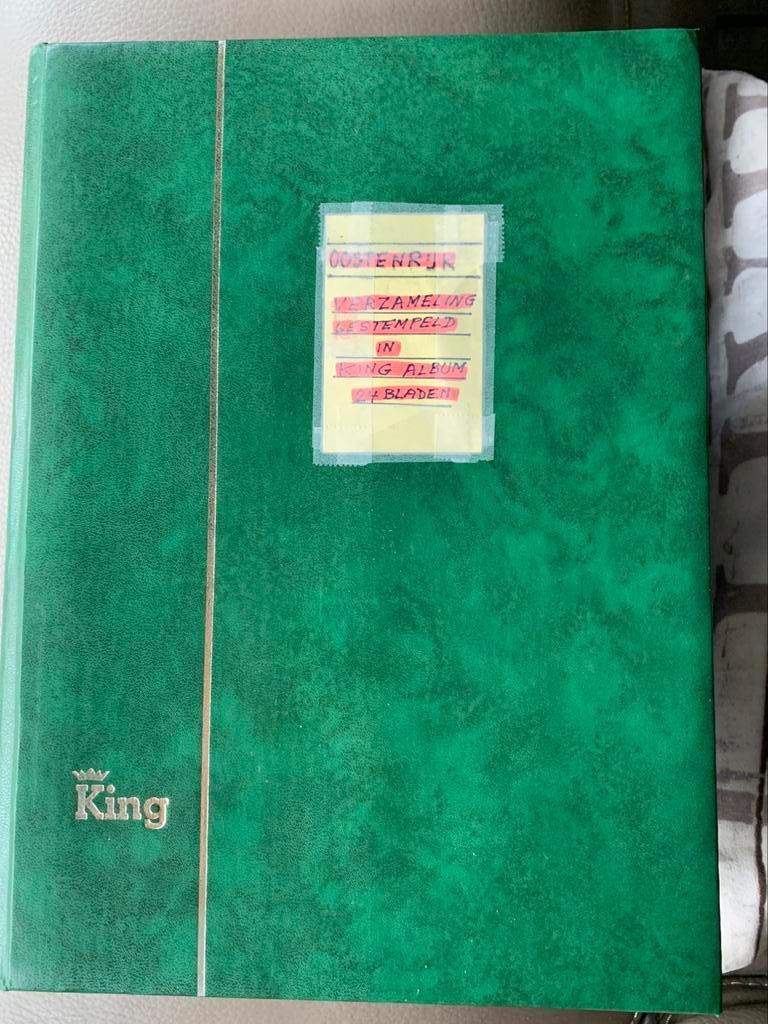 OOSTENRIJK
VERZAMELING
GESTEMPELD
IN
KING ALBUM
24 BLADEN
King